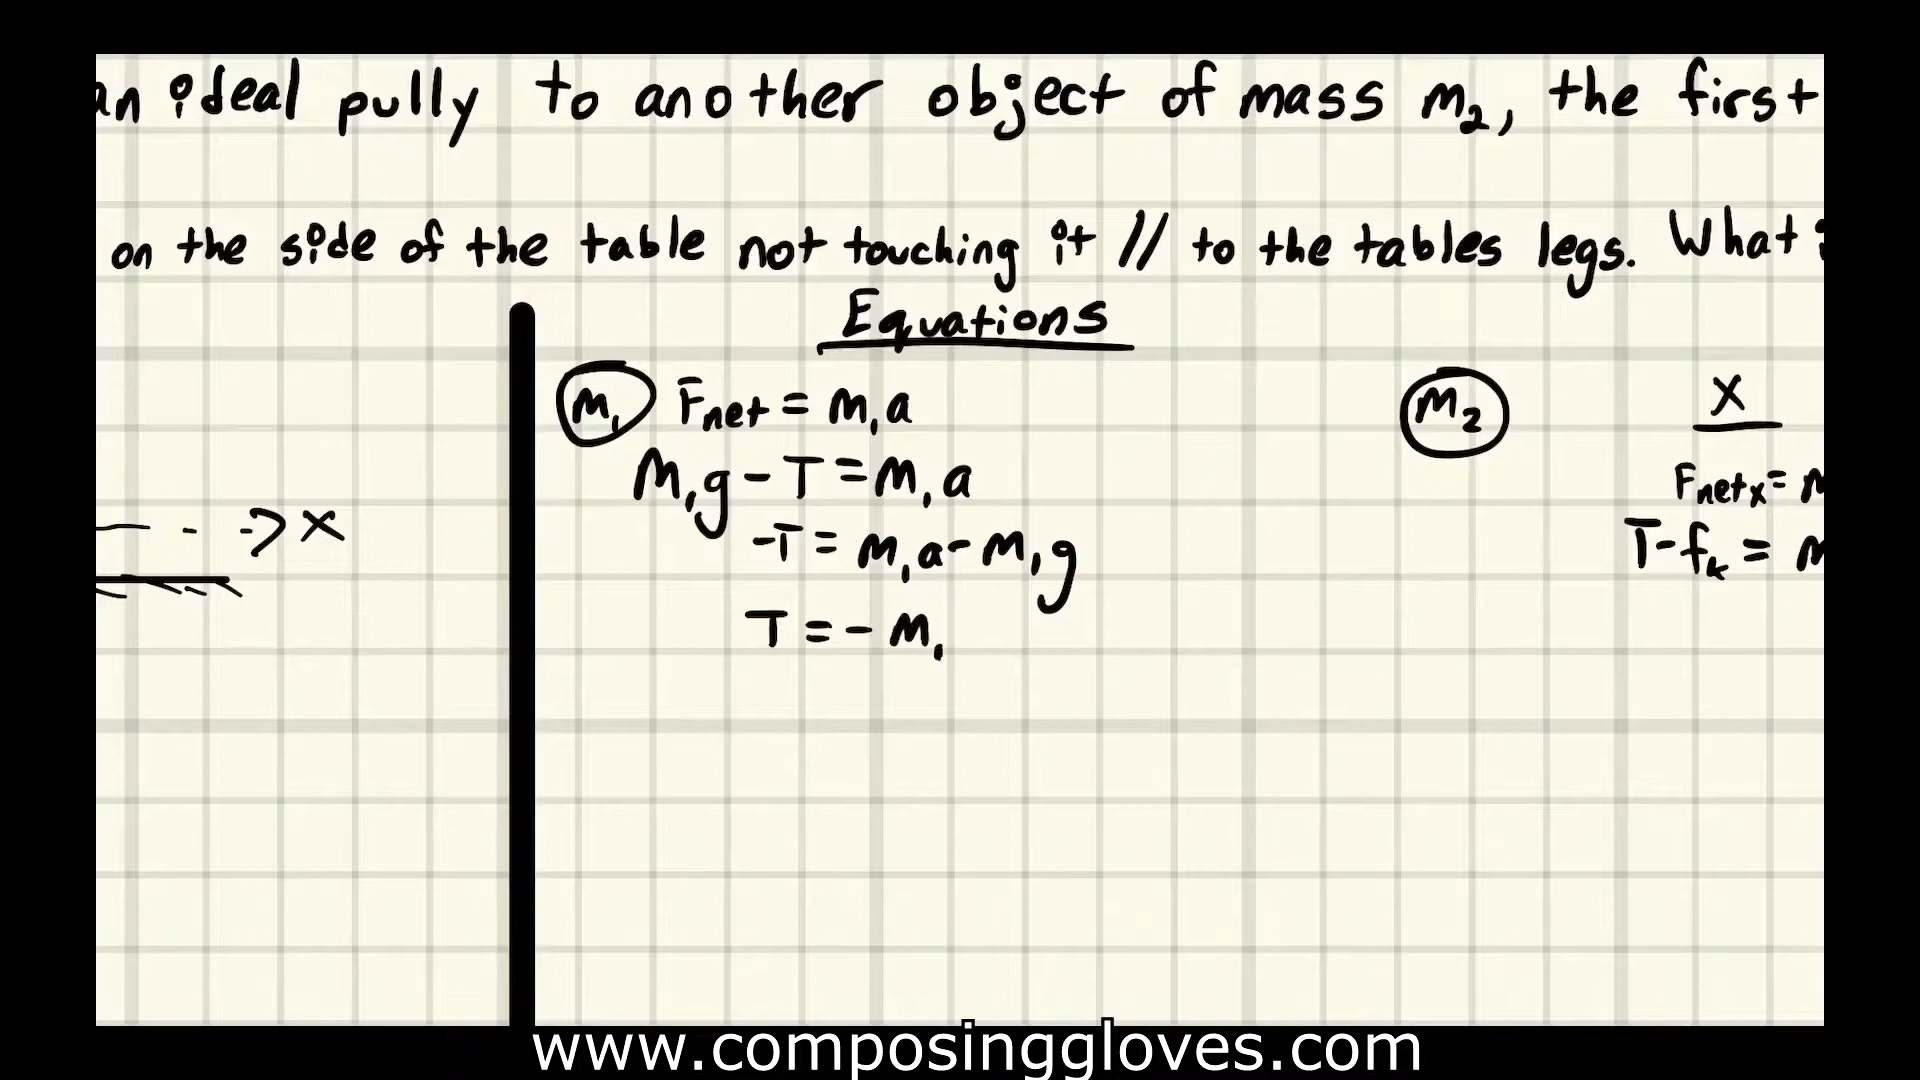 an ideal pully to another object of mass m₂, the first
on the side of the table not touching it // to the tables legs. What
Equations
m₁ Fnet = m₁a
m₁g - T = m₁a
-T = m₁a - m₁g
T = - m₁
m₂ x
Fnetx =
T - fₖ =
-> x
www.composinggloves.com